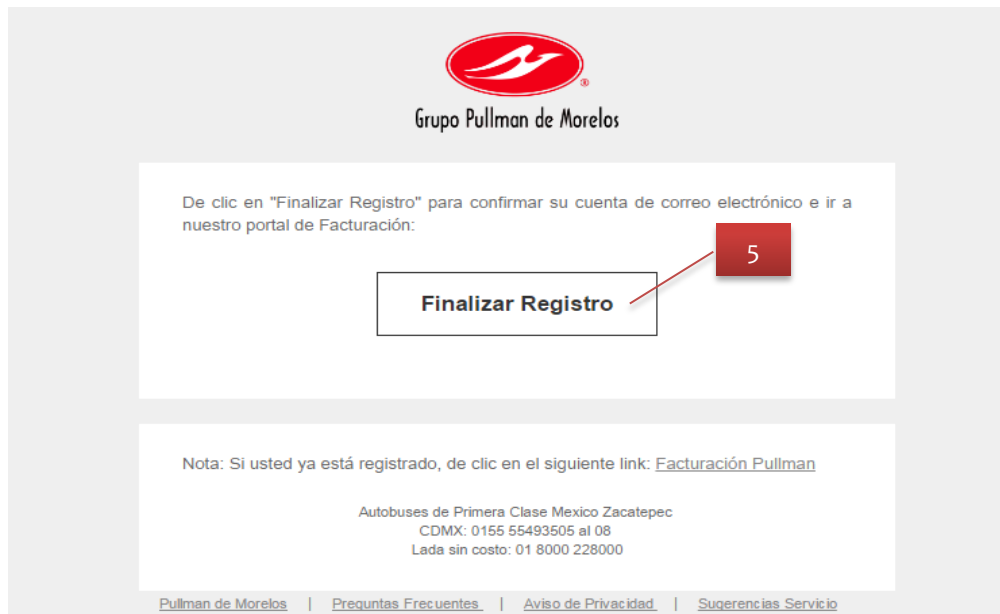 Grupo Pullman de Morelos
De clic en "Finalizar Registro" para confirmar su cuenta de correo electrónico e ir a
nuestro portal de Facturación:
5
Finalizar Registro
Nota: Si usted ya está registrado, de clic en el siguiente link: Facturación Pullman
Autobuses de Primera Clase Mexico Zacatepec
CDMX: 0155 55493505 al 08
Lada sin costo: 01 8000 228000
Pullman de Morelos | Preguntas Frecuentes | Aviso de Privacidad | Sugerencias Servicio